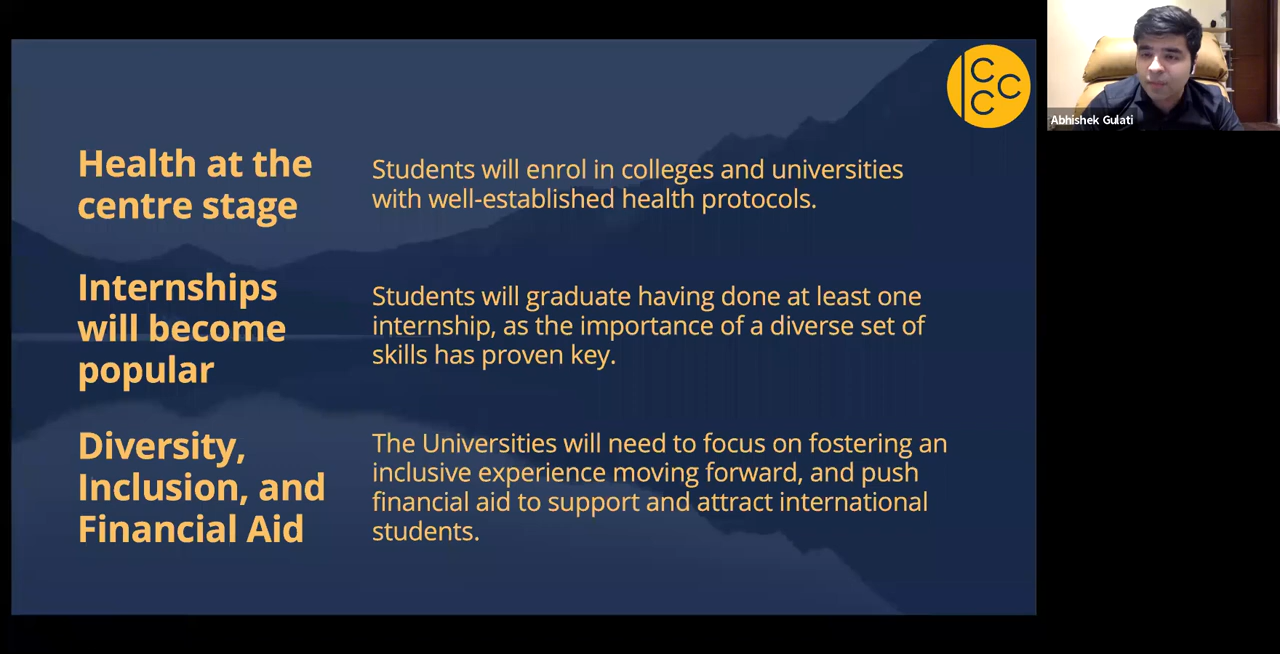 Health at the
centre stage
Students will enrol in colleges and universities
with well-established health protocols.
Internships
will become
popular
Students will graduate having done at least one
internship, as the importance of a diverse set of
skills has proven key.
Diversity,
Inclusion, and
Financial Aid
The Universities will need to focus on fostering an
inclusive experience moving forward, and push
financial aid to support and attract international
students.
CCC
Abhishek Gulati